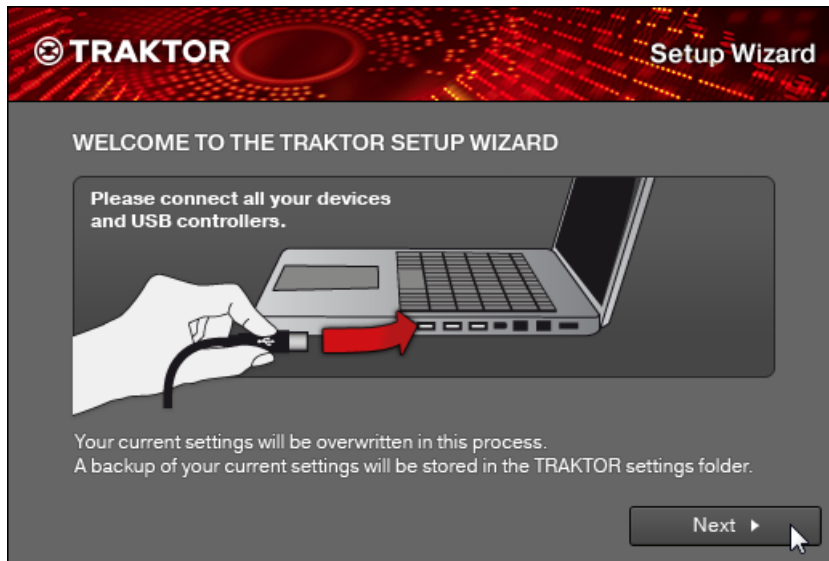 TRAKTOR
Setup Wizard
WELCOME TO THE TRAKTOR SETUP WIZARD
Please connect all your devices
and USB controllers.
Your current settings will be overwritten in this process.
A backup of your current settings will be stored in the TRAKTOR settings folder.
Next